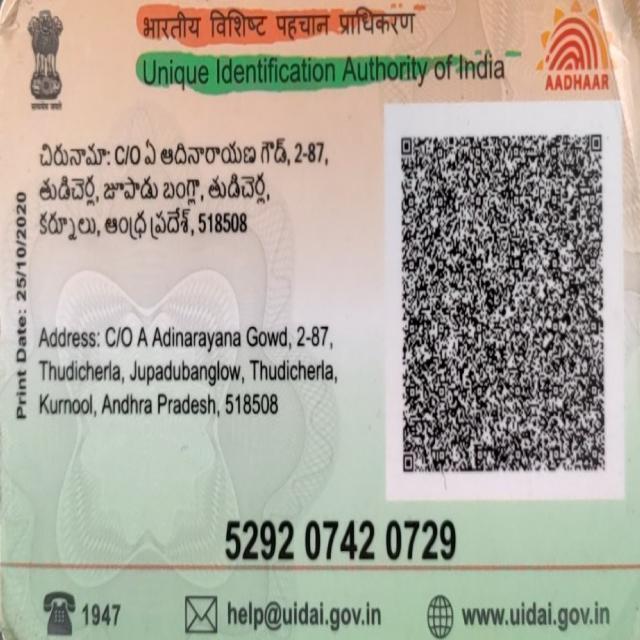 भारतीय विशिष्ट पहचान प्राधिकरण
Unique Identification Authority of India
AADHAAR
सत्यमेव जयते
చిరునామా: C/O ఏ ఆదినారాయణ గౌడ్, 2-87,
తుడిచెర్ల, జూపాడు బంగ్లా, తుడిచెర్ల,
కర్నూలు, ఆంధ్ర ప్రదేశ్, 518508
Print Date: 25/10/2020
Address: C/O A Adinarayana Gowd, 2-87,
Thudicherla, Jupadubanglow, Thudicherla,
Kurnool, Andhra Pradesh, 518508
5292 0742 0729
1947
help@uidai.gov.in
www.uidai.gov.in